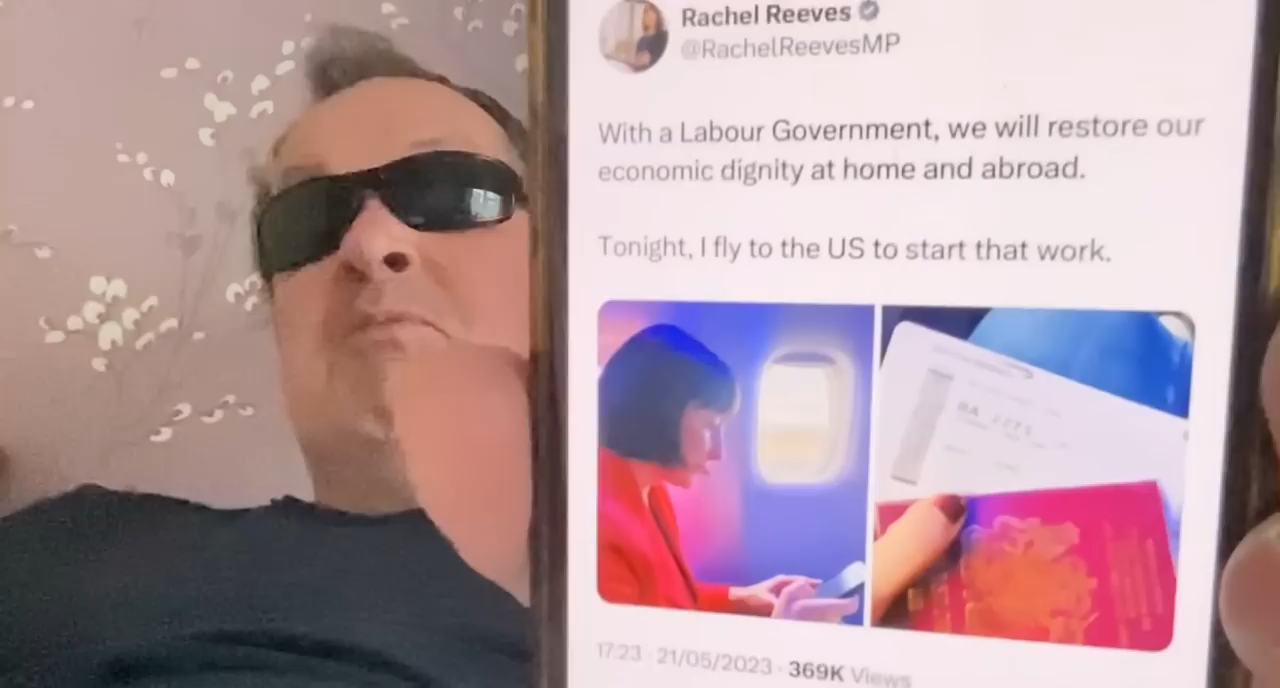 Rachel Reeves
@RachelReevesMP
With a Labour Government, we will restore our
economic dignity at home and abroad.
Tonight, I fly to the US to start that work.
BA
17:23 · 21/05/2023 · 369K Views